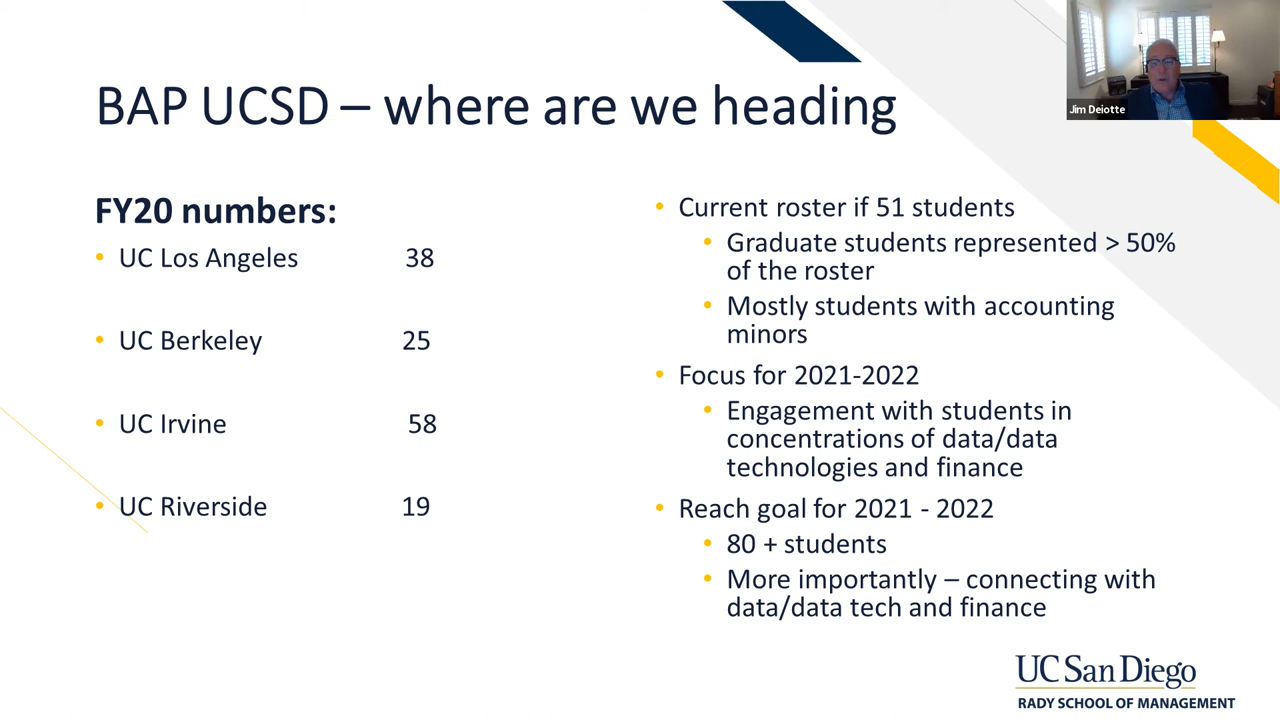 BAP UCSD – where are we heading
Jim Deiotte
FY20 numbers:
• UC Los Angeles 38
• UC Berkeley 25
• UC Irvine 58
• UC Riverside 19
• Current roster if 51 students
• Graduate students represented > 50%
of the roster
• Mostly students with accounting
minors
• Focus for 2021-2022
• Engagement with students in
concentrations of data/data
technologies and finance
• Reach goal for 2021 - 2022
• 80 + students
• More importantly – connecting with
data/data tech and finance
UC San Diego
RADY SCHOOL OF MANAGEMENT